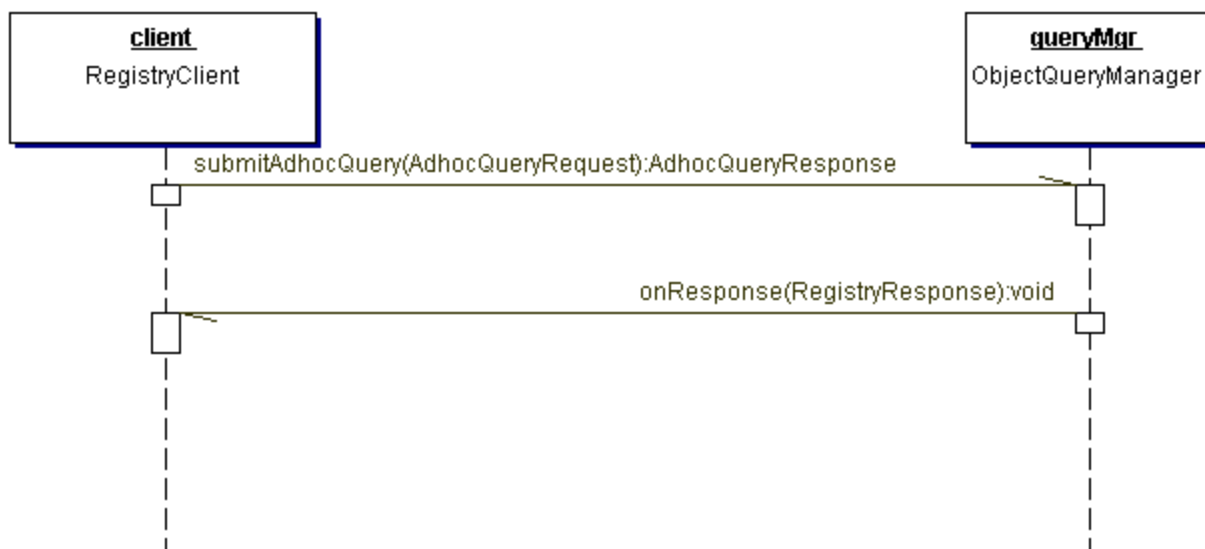 client
RegistryClient
queryMgr
ObjectQueryManager
submitAdhocQuery(AdhocQueryRequest):AdhocQueryResponse
onResponse(RegistryResponse):void